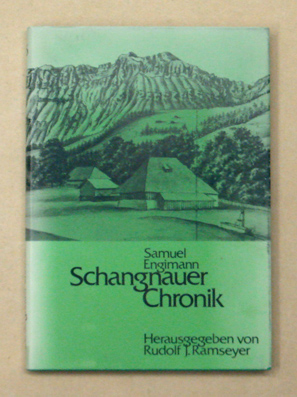 Samuel
Engimann
Schangnauer
Chronik
Herausgegeben von
Rudolf J. Ramseyer